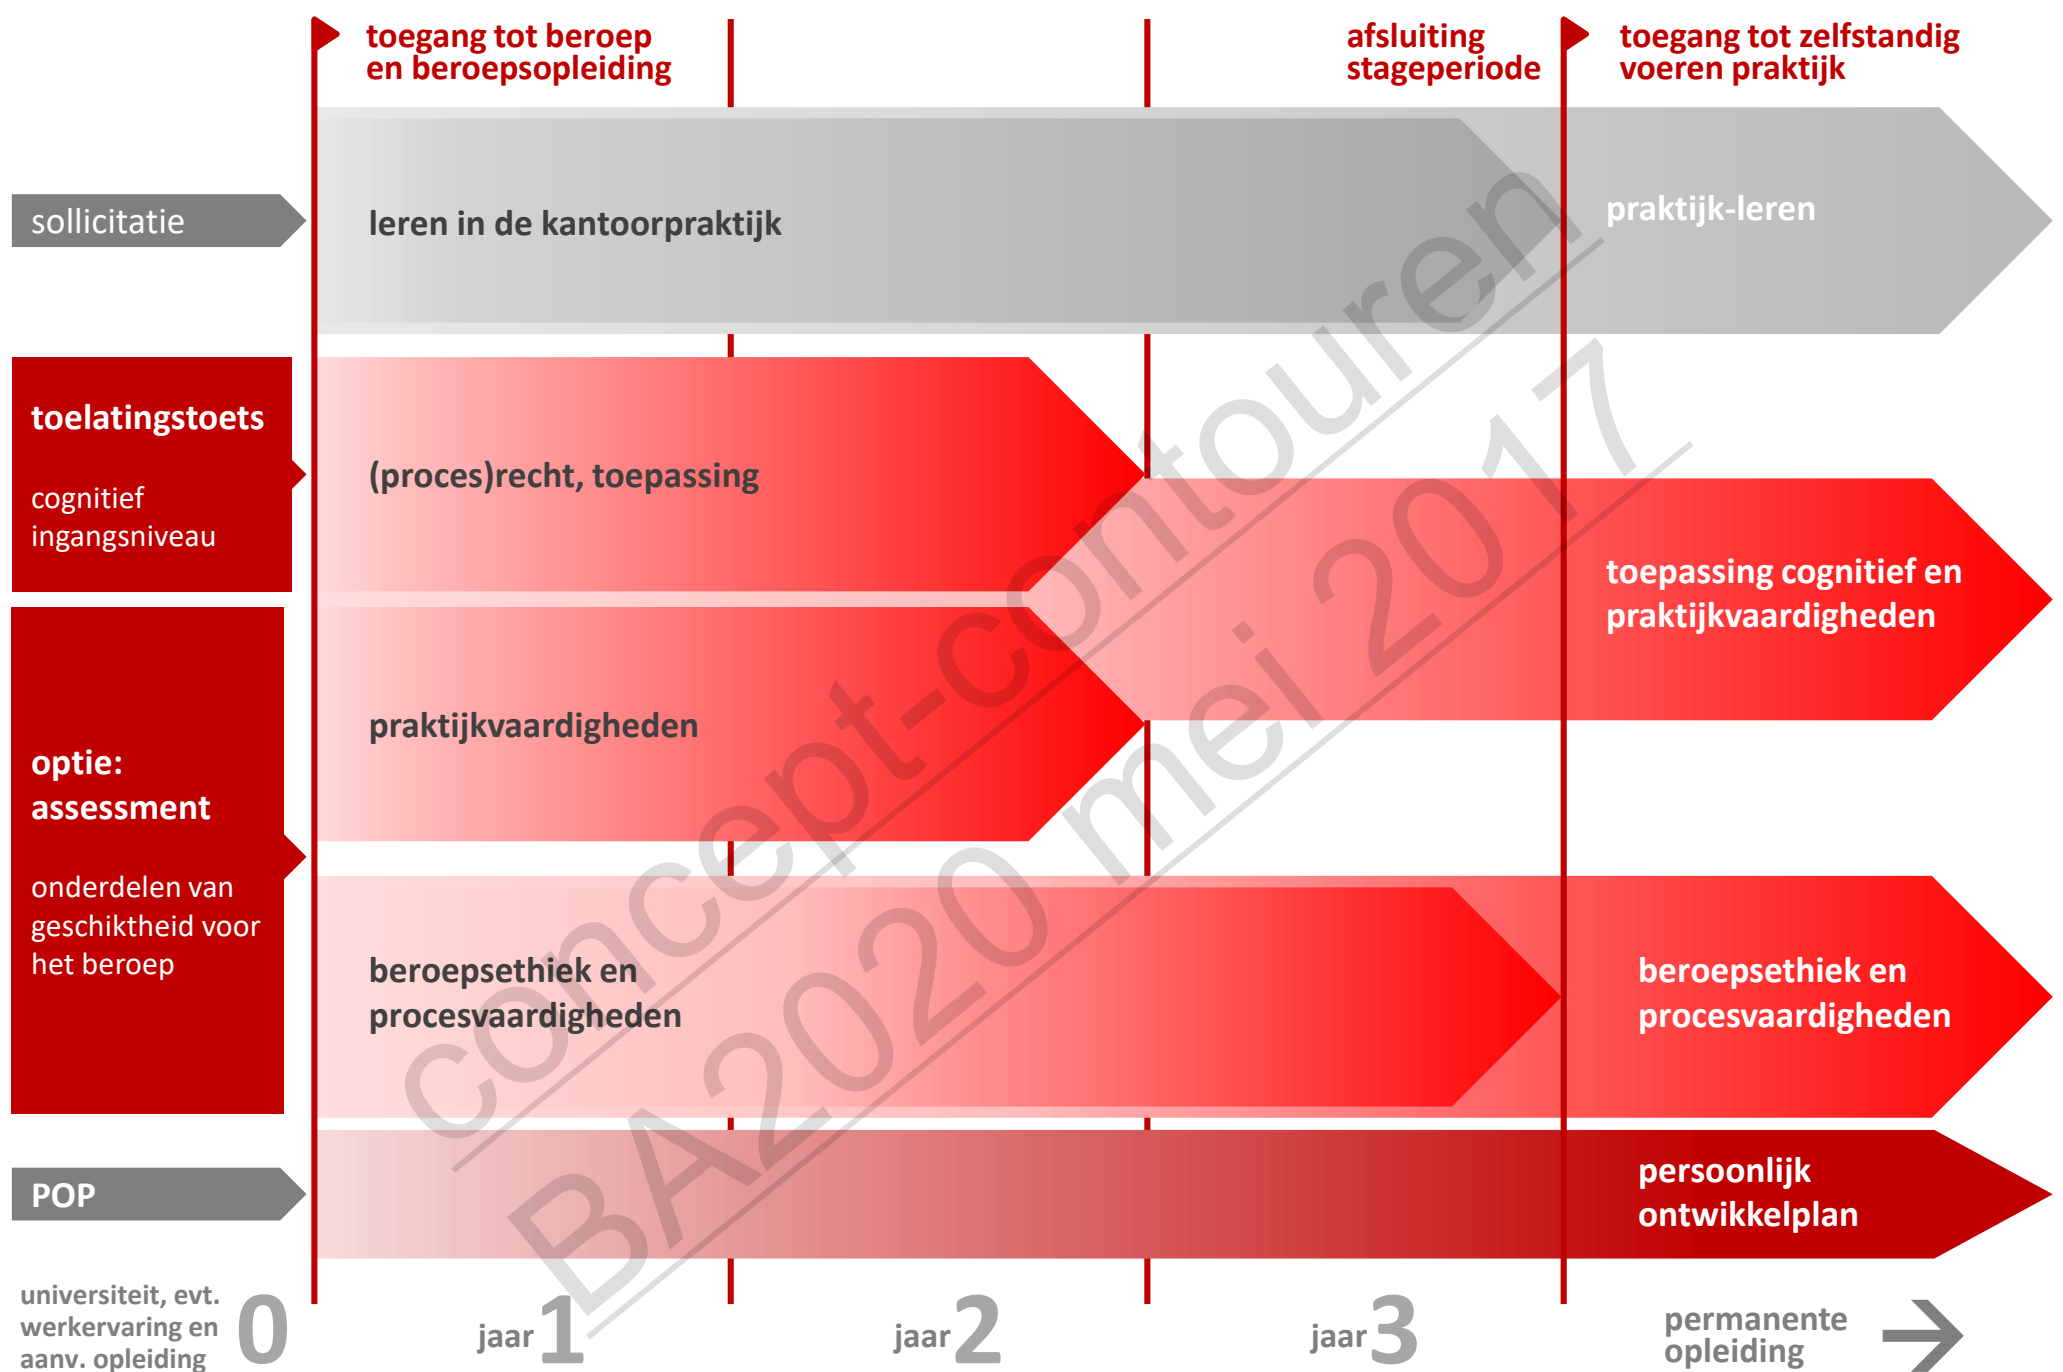 toegang tot beroep
en beroepsopleiding
afsluiting
stageperiode
toegang tot zelfstandig
voeren praktijk
sollicitatie
leren in de kantoorpraktijk
praktijk-leren
toelatingstoets
cognitief
ingangsniveau
(proces)recht, toepassing
toepassing cognitief en
praktijkvaardigheden
praktijkvaardigheden
optie:
assessment
onderdelen van
geschiktheid voor
het beroep
beroepsethiek en
procesvaardigheden
beroepsethiek en
procesvaardigheden
POP
persoonlijk
ontwikkelplan
universiteit, evt.
werkervaring en
aanv. opleiding
0
jaar 1
jaar 2
jaar 3
permanente
opleiding
concept-contouren
BA2020 mei 2017